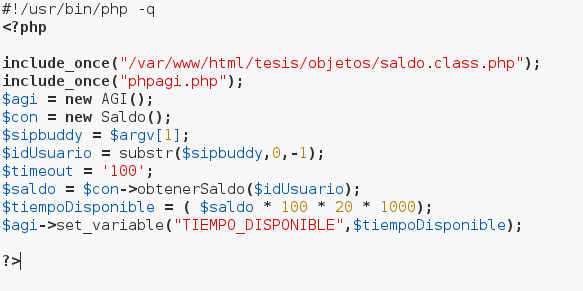 #!/usr/bin/php -q
<?php
include_once("/var/www/html/tesis/objetos/saldo.class.php");
include_once("phpagi.php");
$agi = new AGI();
$con = new Saldo();
$sipbuddy = $argv[1];
$idUsuario = substr($sipbuddy,0,-1);
$timeout = '100';
$saldo = $con->obtenerSaldo($idUsuario);
$tiempoDisponible = ( $saldo * 100 * 20 * 1000);
$agi->set_variable("TIEMPO_DISPONIBLE",$tiempoDisponible);
?>